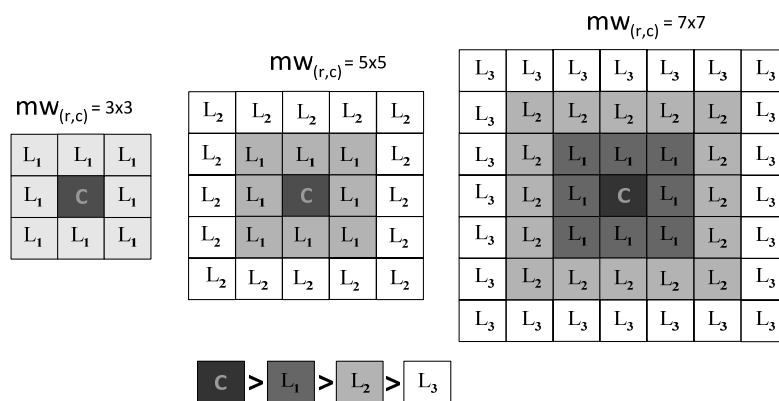 mw(r,c) = 3x3
L1 L1 L1
L1 C L1
L1 L1 L1
mw(r,c) = 5x5
L2 L2 L2 L2 L2
L2 L1 L1 L1 L2
L2 L1 C L1 L2
L2 L1 L1 L1 L2
L2 L2 L2 L2 L2
mw(r,c) = 7x7
L3 L3 L3 L3 L3 L3 L3
L3 L2 L2 L2 L2 L2 L3
L3 L2 L1 L1 L1 L2 L3
L3 L2 L1 C L1 L2 L3
L3 L2 L1 L1 L1 L2 L3
L3 L2 L2 L2 L2 L2 L3
L3 L3 L3 L3 L3 L3 L3
C > L1 > L2 > L3